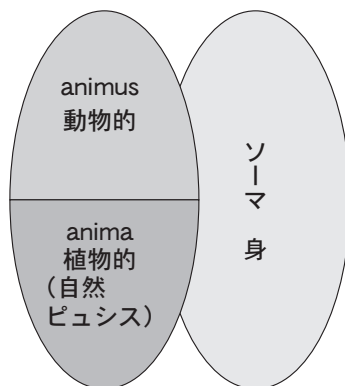 animus
動物的
anima
植物的
(自然
ピュシス)
ソーマ 身